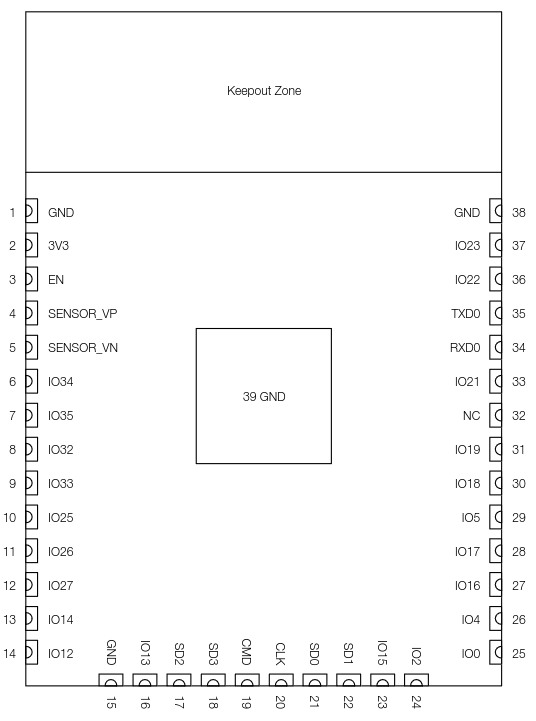 Keepout Zone
1 GND
2 3V3
3 EN
4 SENSOR_VP
5 SENSOR_VN
6 IO34
7 IO35
8 IO32
9 IO33
10 IO25
11 IO26
12 IO27
13 IO14
14 IO12
39 GND
GND 38
IO23 37
IO22 36
TXD0 35
RXD0 34
IO21 33
NC 32
IO19 31
IO18 30
IO5 29
IO17 28
IO16 27
IO4 26
IO0 25
GND 15
IO13 16
SD2 17
SD3 18
CMD 19
CLK 20
SD0 21
SD1 22
IO15 23
IO2 24